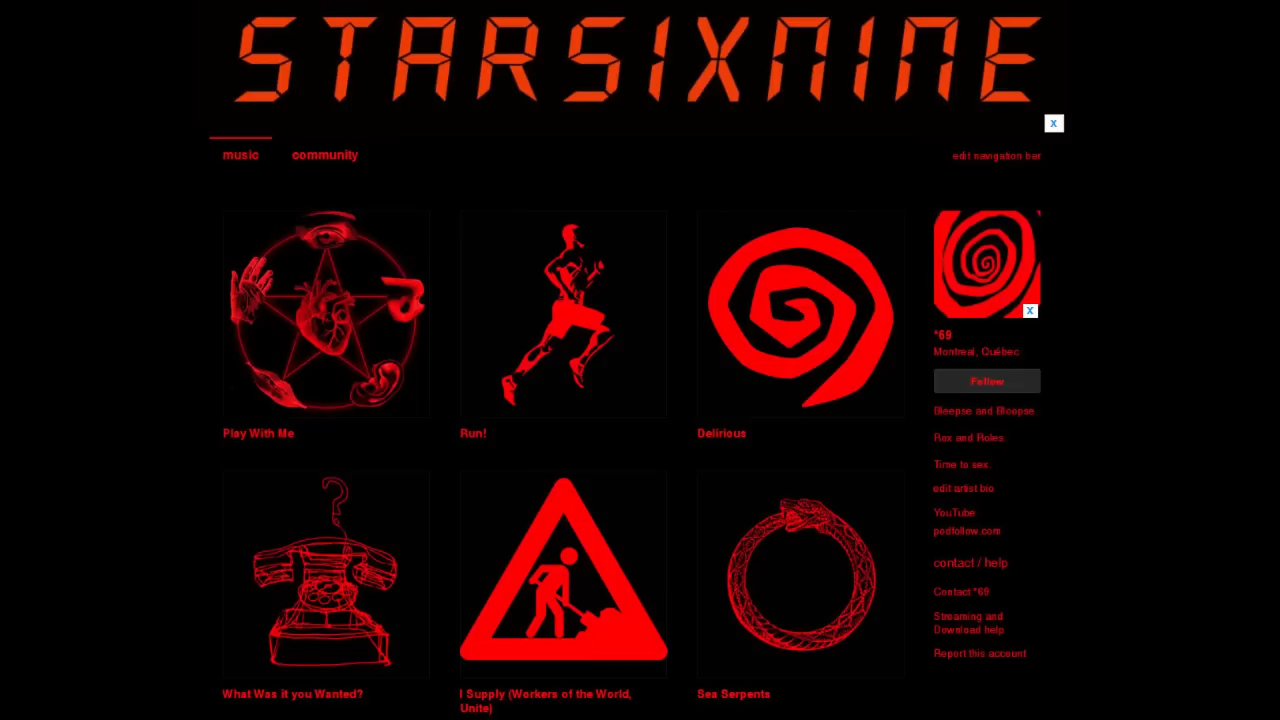 STARSIXNINE
X
music
community
edit navigation bar
X
Play With Me
Run!
Delirious
*69
Montreal, Québec
Follow
Bleepse and Bloopse
Rox and Roles.
Time to sex.
edit artist bio
YouTube
podfollow.com
contact / help
Contact *69
Streaming and
Download help
Report this account
What Was it you Wanted?
I Supply (Workers of the World,
Unite)
Sea Serpents